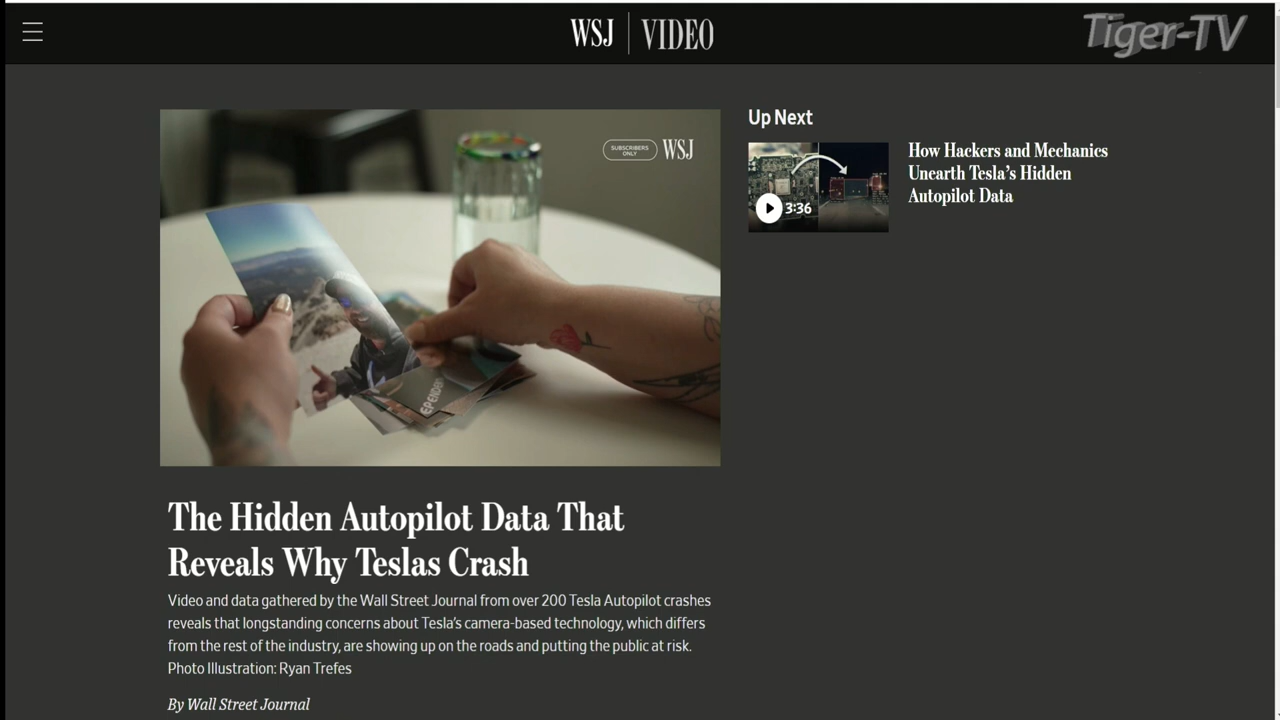 WSJ VIDEO
Tiger-TV
SUBSCRIBERS ONLY
WSJ
EPENDEN
Up Next
3:36
How Hackers and Mechanics
Unearth Tesla's Hidden
Autopilot Data
The Hidden Autopilot Data That
Reveals Why Teslas Crash
Video and data gathered by the Wall Street Journal from over 200 Tesla Autopilot crashes
reveals that longstanding concerns about Tesla's camera-based technology, which differs
from the rest of the industry, are showing up on the roads and putting the public at risk.
Photo Illustration: Ryan Trefes
By Wall Street Journal